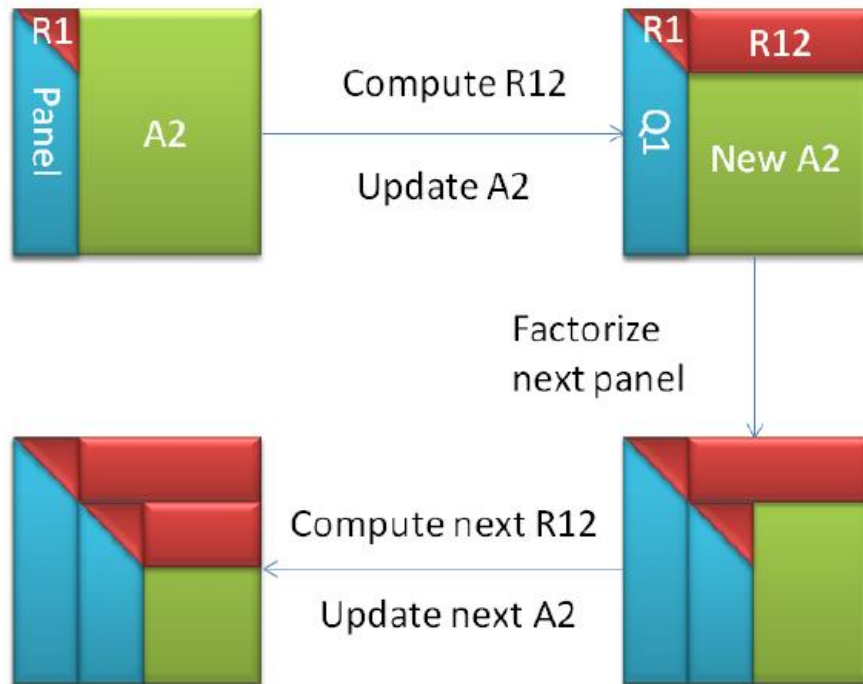 R1
Panel
A2
Compute R12
Update A2
R1
R12
Q1
New A2
Factorize
next panel
Compute next R12
Update next A2